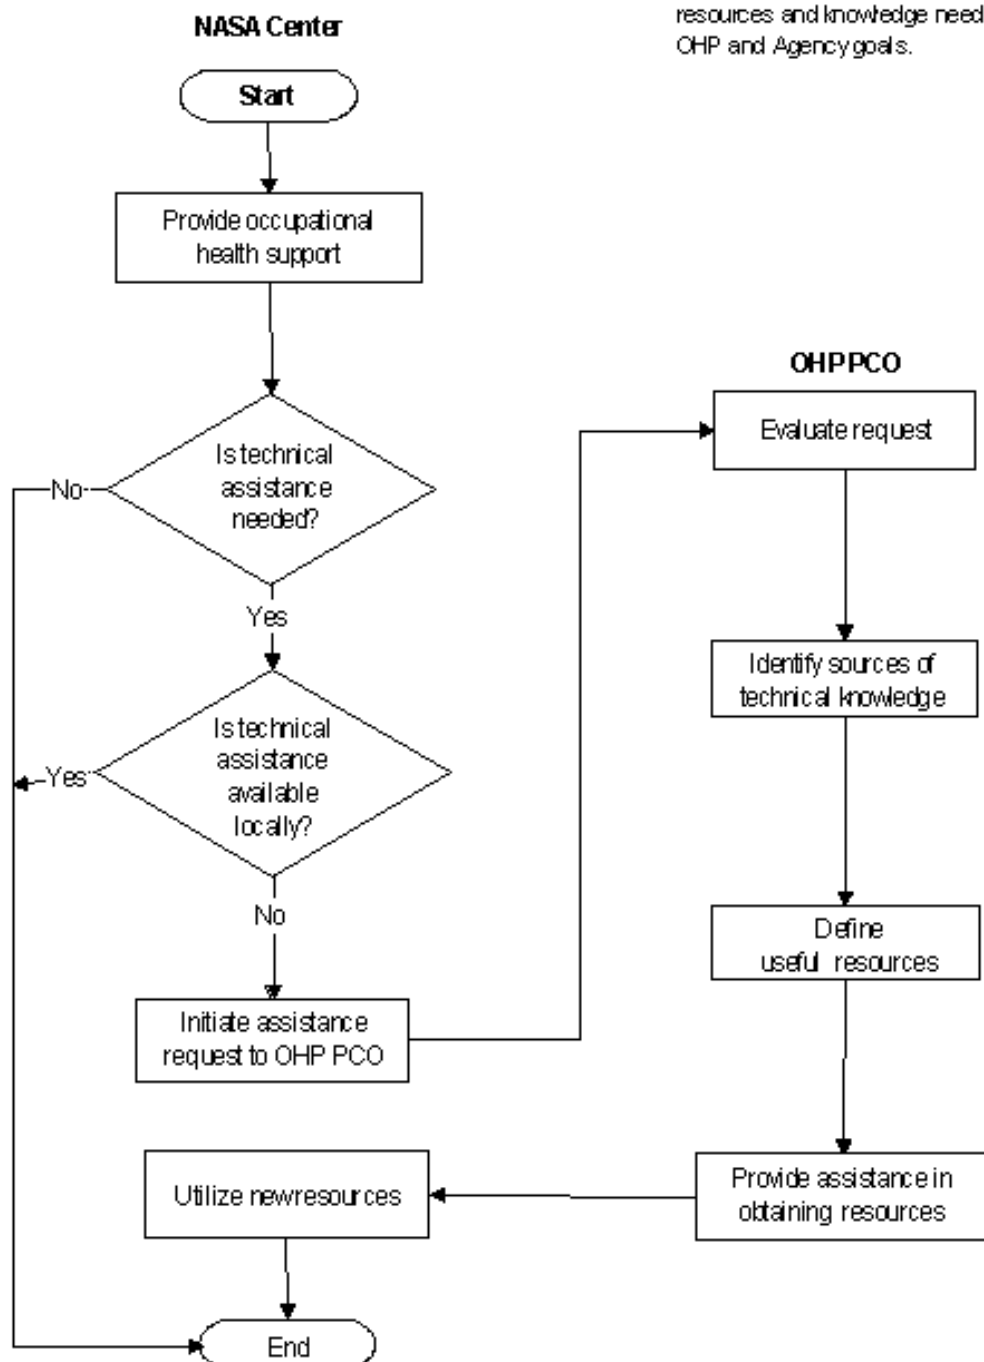 NASA Center
resources and knowledge need
OHP and Agency goals.
Start
Provide occupational
health support
Is technical
assistance
needed?
No
Yes
Is technical
assistance
available
locally?
Yes
No
Initiate assistance
request to OHP PCO
OHP PCO
Evaluate request
Identify sources of
technical knowledge
Define
useful resources
Provide assistance in
obtaining resources
Utilize new resources
End